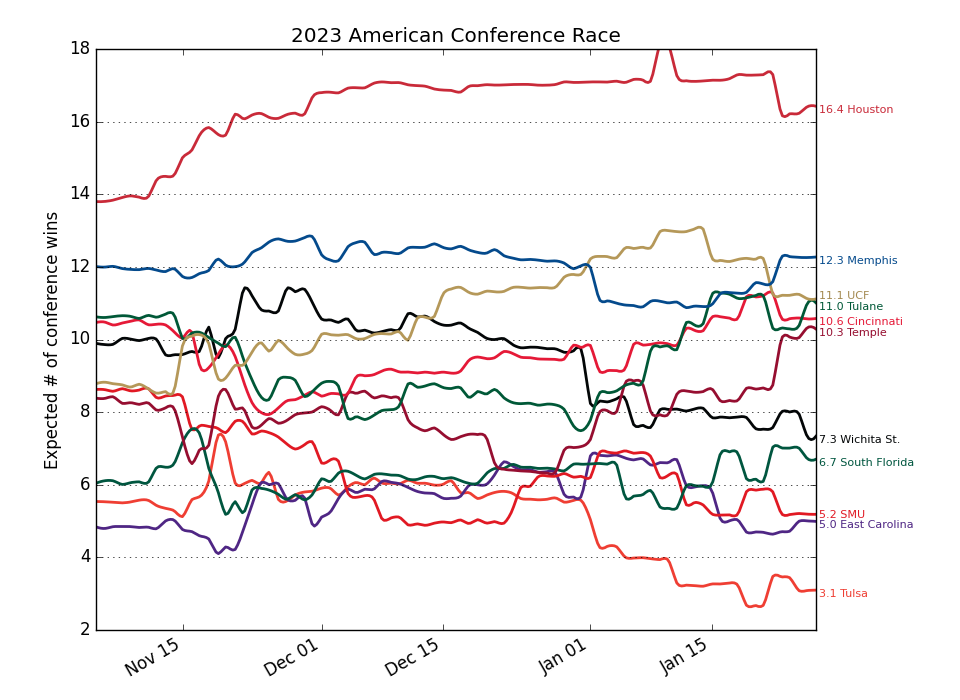 2023 American Conference Race
Expected # of conference wins
18
16
14
12
10
8
6
4
2
Nov 15
Dec 01
Dec 15
Jan 01
Jan 15
16.4 Houston
12.3 Memphis
11.1 UCF
11.0 Tulane
10.6 Cincinnati
10.3 Temple
7.3 Wichita St.
6.7 South Florida
5.2 SMU
5.0 East Carolina
3.1 Tulsa